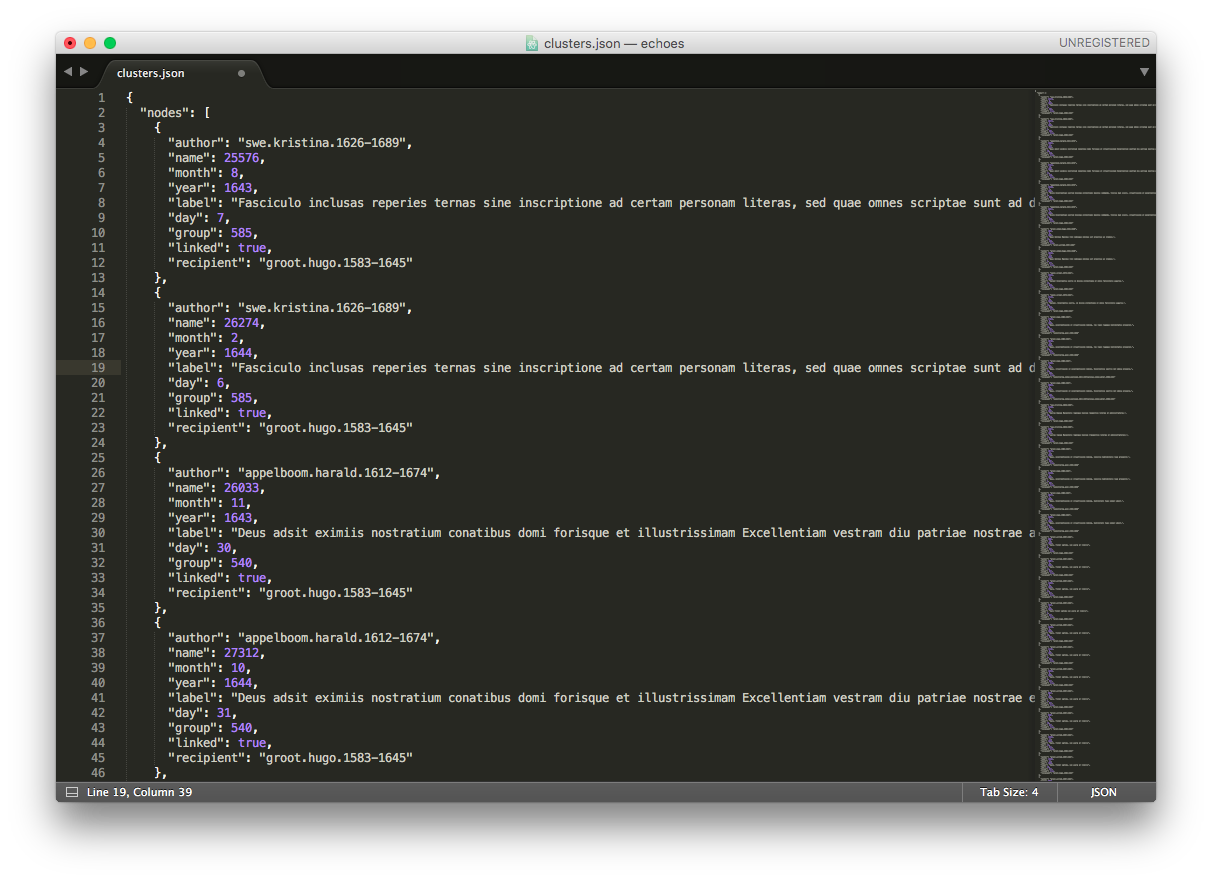 clusters.json — echoes
UNREGISTERED
clusters.json
1 {
2 "nodes": [
3 {
4 "author": "swe.kristina.1626-1689",
5 "name": 25576,
6 "month": 8,
7 "year": 1643,
8 "label": "Fasciculo inclusas reperies ternas sine inscriptione ad certam personam literas, sed quae omnes scriptae sunt ad d
9 "day": 7,
10 "group": 585,
11 "linked": true,
12 "recipient": "groot.hugo.1583-1645"
13 },
14 {
15 "author": "swe.kristina.1626-1689",
16 "name": 26274,
17 "month": 2,
18 "year": 1644,
19 "label": "Fasciculo incluses reperies ternas sine inscriptione ad certam personam literas, sed quae omnes scriptae sunt ad d
20 "day": 6,
21 "group": 585,
22 "linked": true,
23 "recipient": "groot.hugo.1583-1645"
24 },
25 {
26 "author": "appelboom.harald.1612-1674",
27 "name": 26033,
28 "month": 11,
29 "year": 1643,
30 "label": "Deus adsit eximiis nostratium conatibus domi forisque et illustrissimam Excellentiam vestram diu patriae nostrae a
31 "day": 30,
32 "group": 540,
33 "linked": true,
34 "recipient": "groot.hugo.1583-1645"
35 },
36 {
37 "author": "appelboom.harald.1612-1674",
38 "name": 27312,
39 "month": 10,
40 "year": 1644,
41 "label": "Deus adsit eximiis nostratium conatibus domi forisque et illustrissimam Excellentiam vestram diu patriae nostrae e
42 "day": 31,
43 "group": 540,
44 "linked": true,
45 "recipient": "groot.hugo.1583-1645"
46 },
Line 19, Column 39
Tab Size: 4
JSON